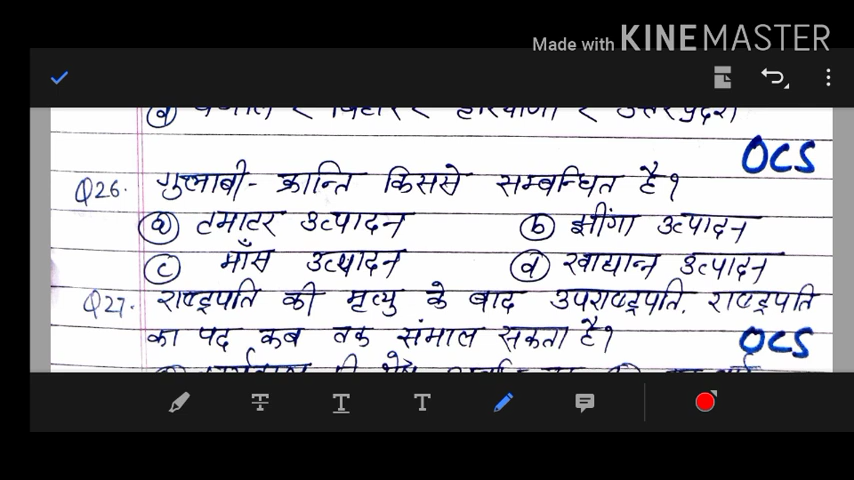 Made with KINEMASTER
OCS
Q26. गुलाबी - क्रान्ति किससे सम्बन्धित है?
(a) टमाटर उत्पादन (b) झींगा उत्पादन
(c) माँस उत्पादन (d) खाद्यान्न उत्पादन
Q27. राष्ट्रपति की मृत्यु के बाद उपराष्ट्रपति, राष्ट्रपति
का पद कब तक संभाल सकता है? OCS